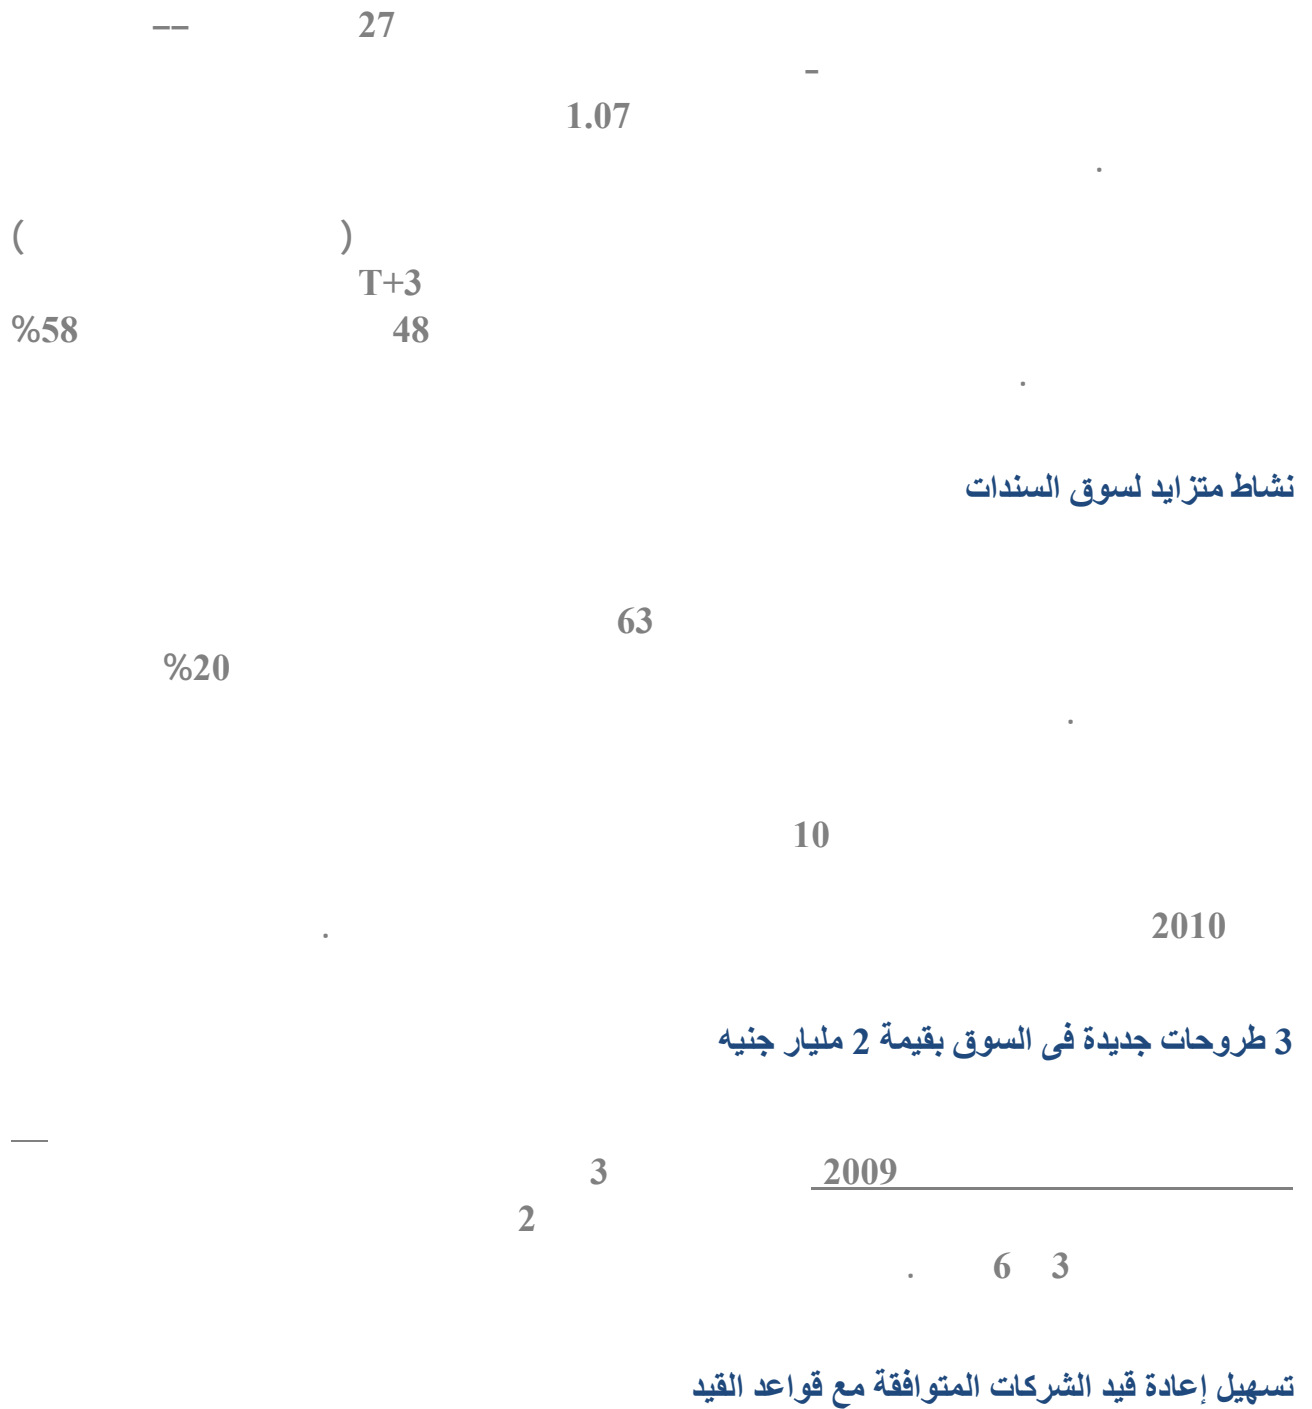 27 --
-
1.07
.
( )
T+3
48 %58
.
نشاط متزايد لسوق السندات
63
%20
.
10
2010 .
3 طروحات جديدة فى السوق بقيمة 2 مليار جنيه
2009 3
2
3 6 .
تسهيل إعادة قيد الشركات المتوافقة مع قواعد القيد